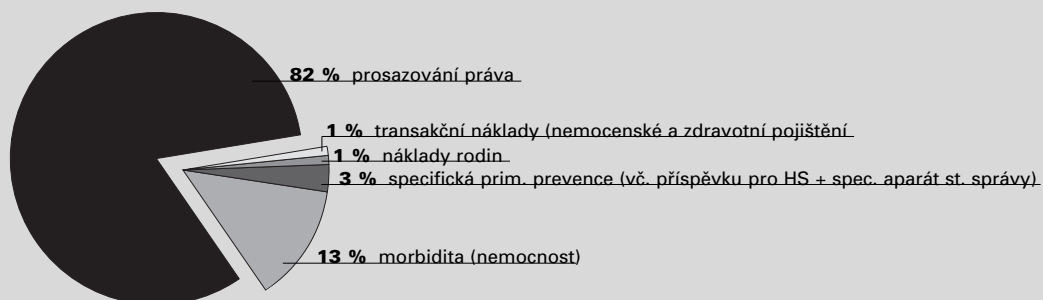 82 % prosazování práva
1 % transakční náklady (nemocenské a zdravotní pojištění
1 % náklady rodin
3 % specifická prim. prevence (vč. příspěvku pro HS + spec. aparát st. správy)
13 % morbidita (nemocnost)